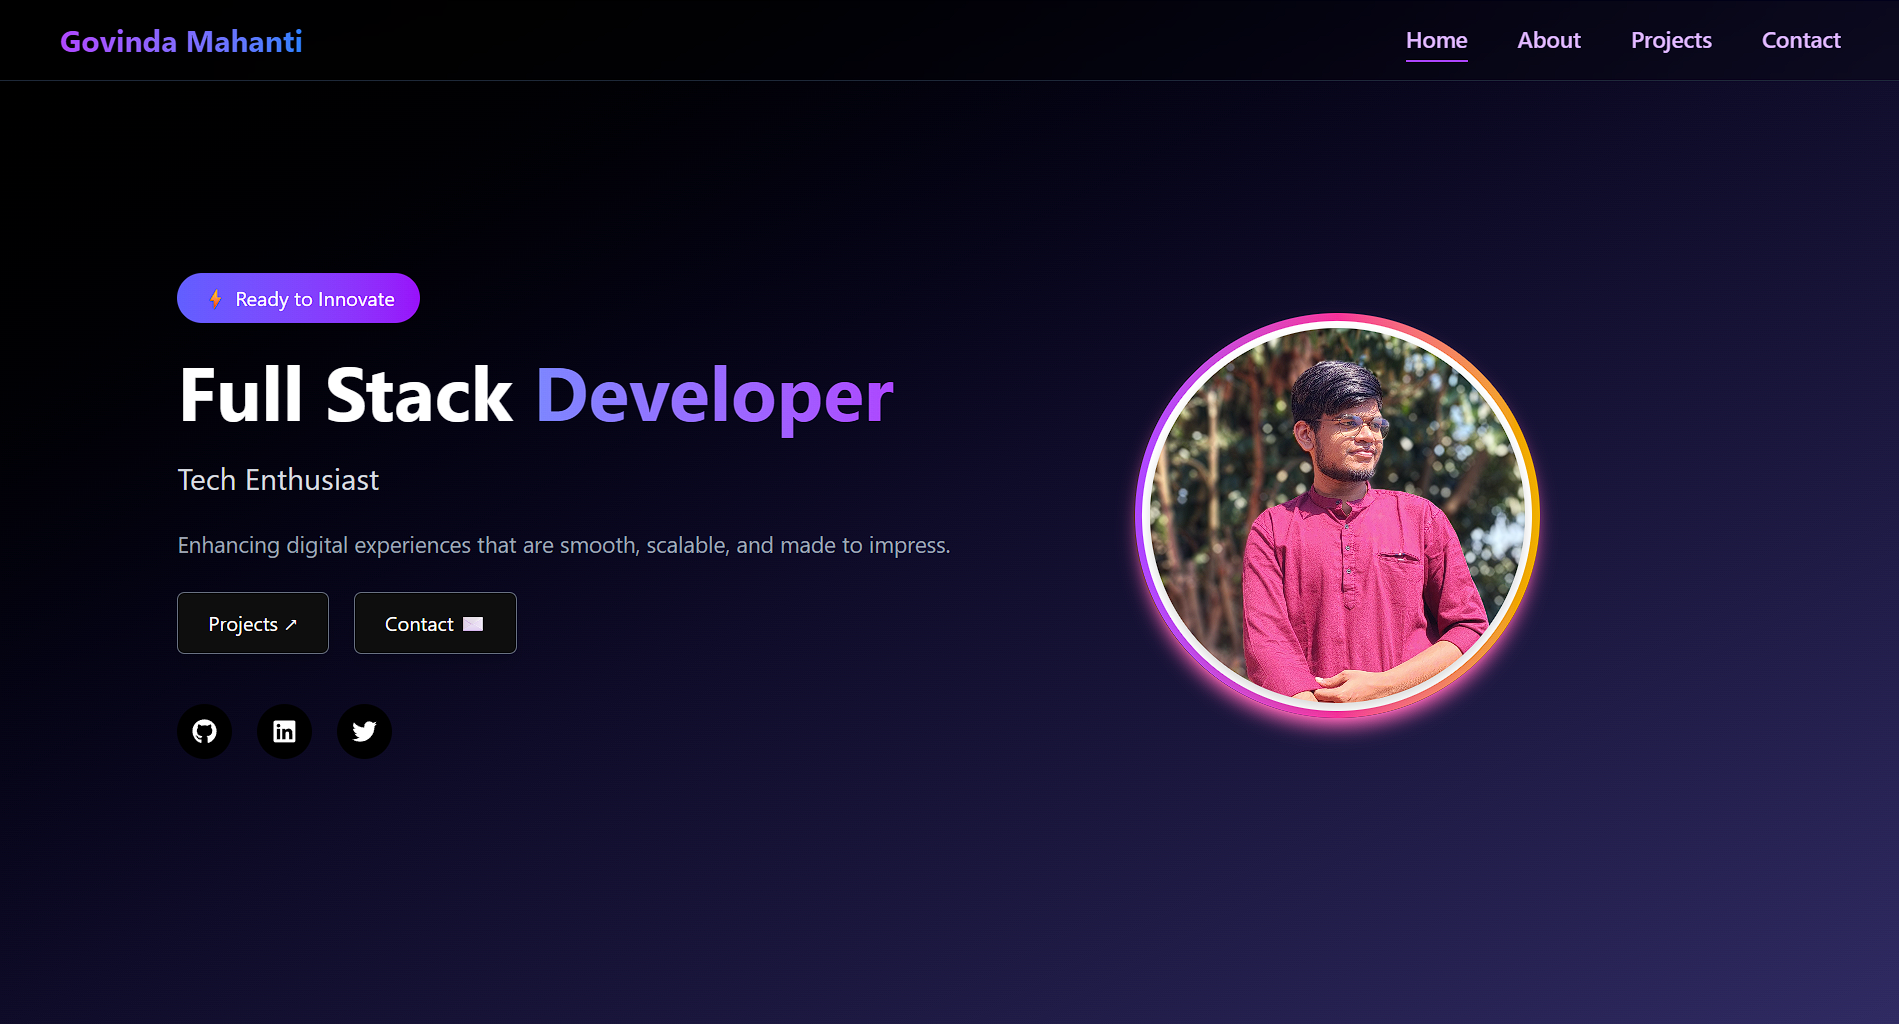 Govinda Mahanti
Home About Projects Contact
⚡ Ready to Innovate
Full Stack Developer
Tech Enthusiast
Enhancing digital experiences that are smooth, scalable, and made to impress.
Projects ↗ Contact ✉
in